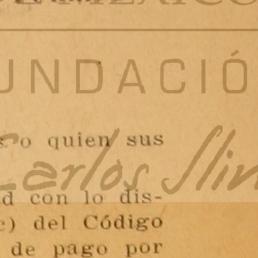 UNDACIÓ
s o quien sus
Carlos Slim
d con lo dis-
c) del Código
de pago por